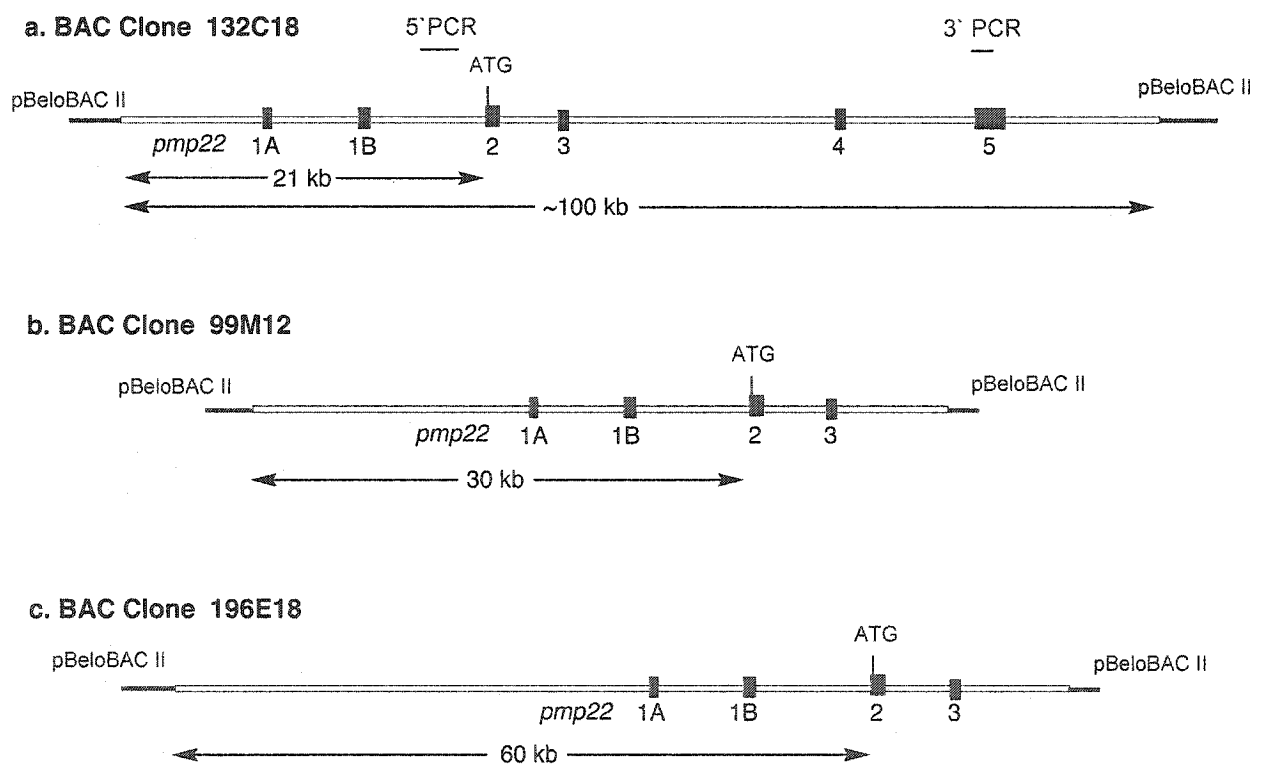 a. BAC Clone 132C18
5`PCR
3` PCR
ATG
pBeloBAC II
pBeloBAC II
pmp22 1A 1B 2 3 4 5
21 kb
~100 kb
b. BAC Clone 99M12
ATG
pBeloBAC II
pBeloBAC II
pmp22 1A 1B 2 3
30 kb
c. BAC Clone 196E18
ATG
pBeloBAC II
pBeloBAC II
pmp22 1A 1B 2 3
60 kb